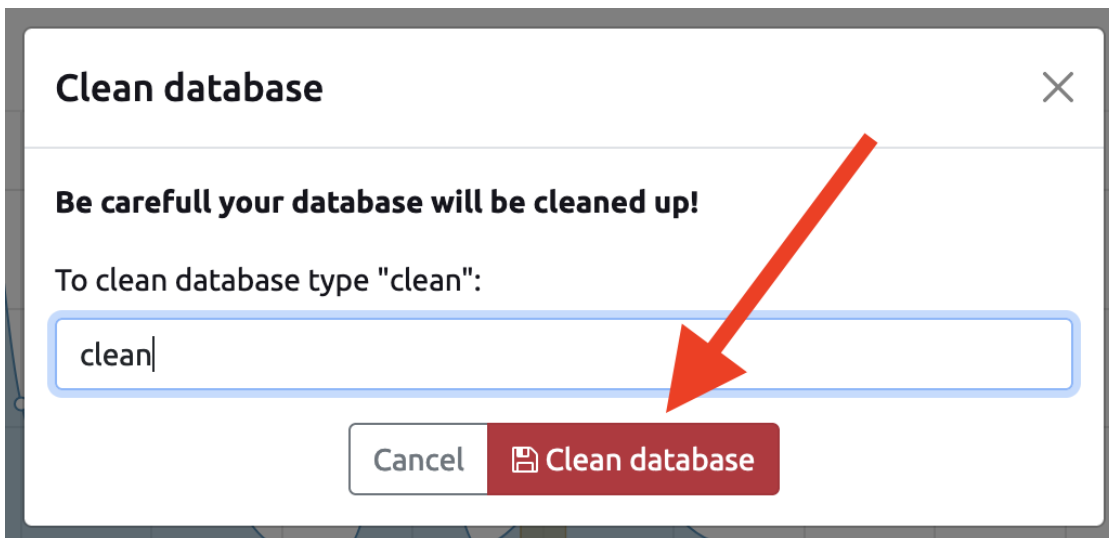 Clean database
Be carefull your database will be cleaned up!
To clean database type "clean":
clean
Cancel
Clean database